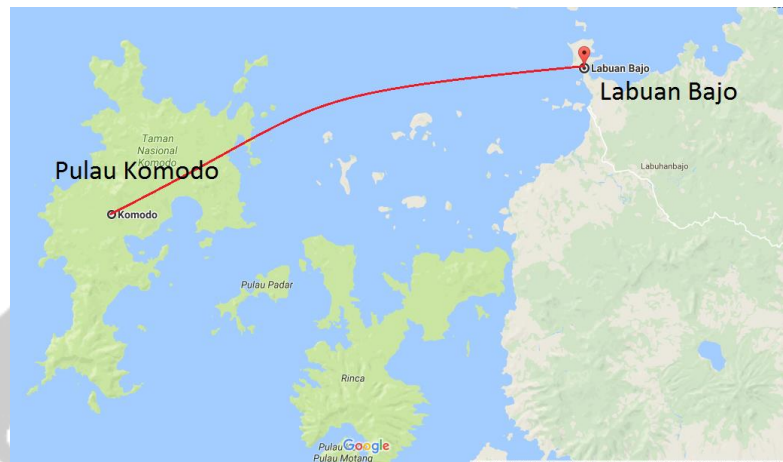 Labuan Bajo
Labuan Bajo
Taman
Nasional
Komodo
Pulau Komodo
Labuhanbajo
Komodo
Pulau Padar
Rinca
Google
Pulau
Pulau Motang